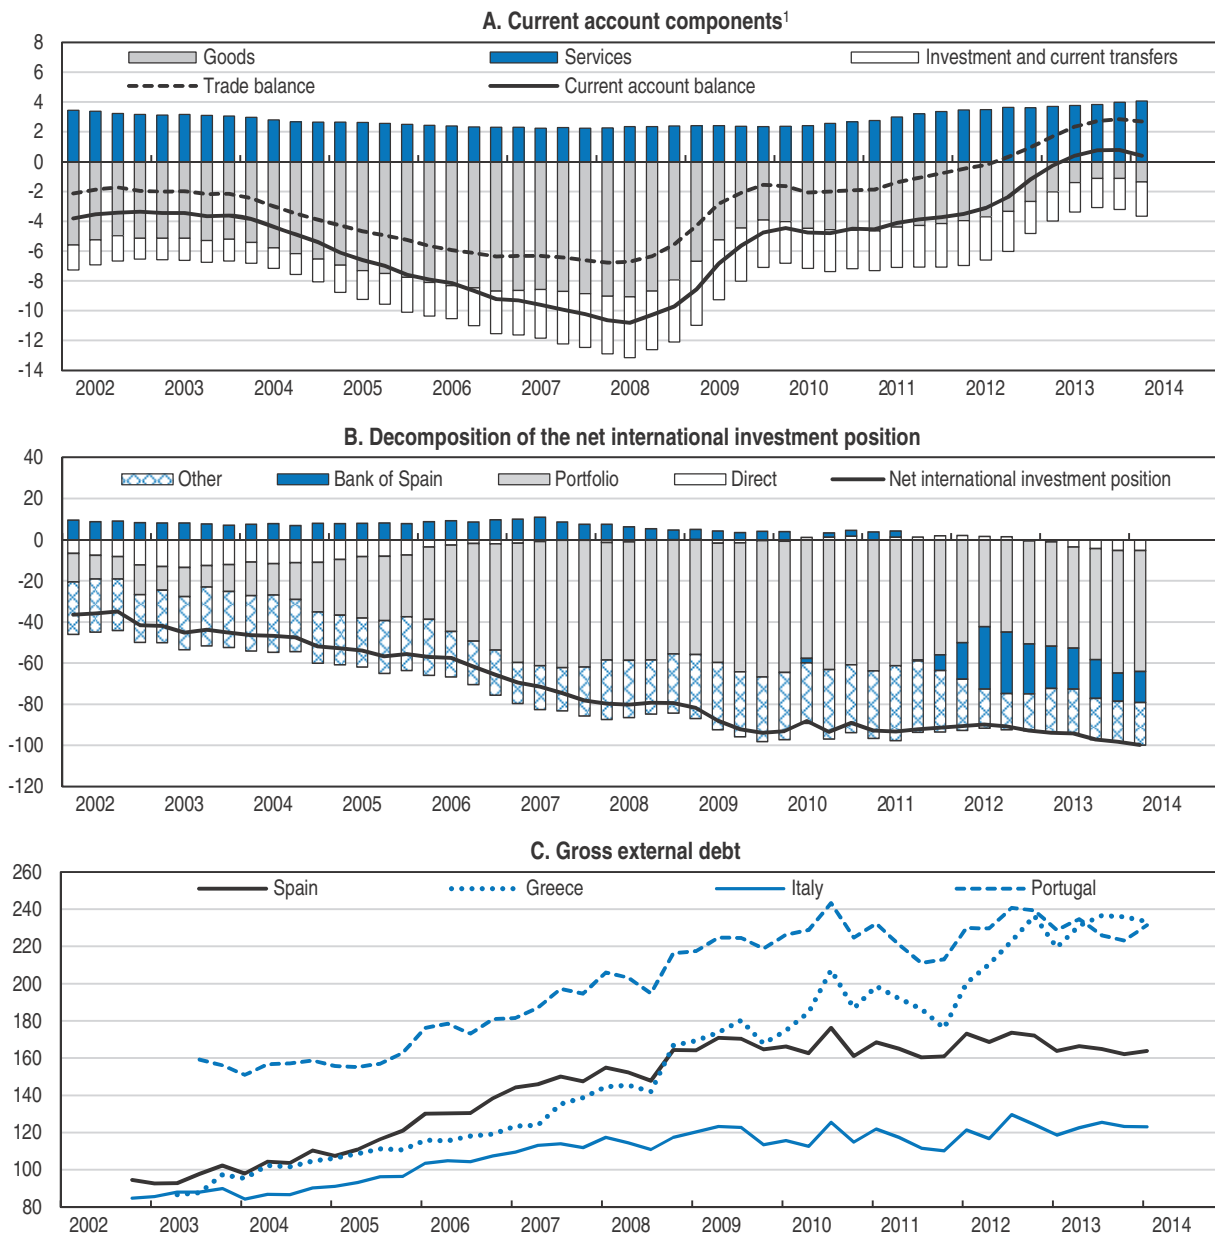 A. Current account components1
8
Goods
Services
Investment and current transfers
6
Trade balance
Current account balance
4
2
0
-2
-4
-6
-8
-10
-12
-14
2002 2003 2004 2005 2006 2007 2008 2009 2010 2011 2012 2013 2014
B. Decomposition of the net international investment position
40
Other
Bank of Spain
Portfolio
Direct
Net international investment position
20
0
-20
-40
-60
-80
-100
-120
2002 2003 2004 2005 2006 2007 2008 2009 2010 2011 2012 2013 2014
C. Gross external debt
260
Spain
Greece
Italy
Portugal
240
220
200
180
160
140
120
100
80
2002 2003 2004 2005 2006 2007 2008 2009 2010 2011 2012 2013 2014